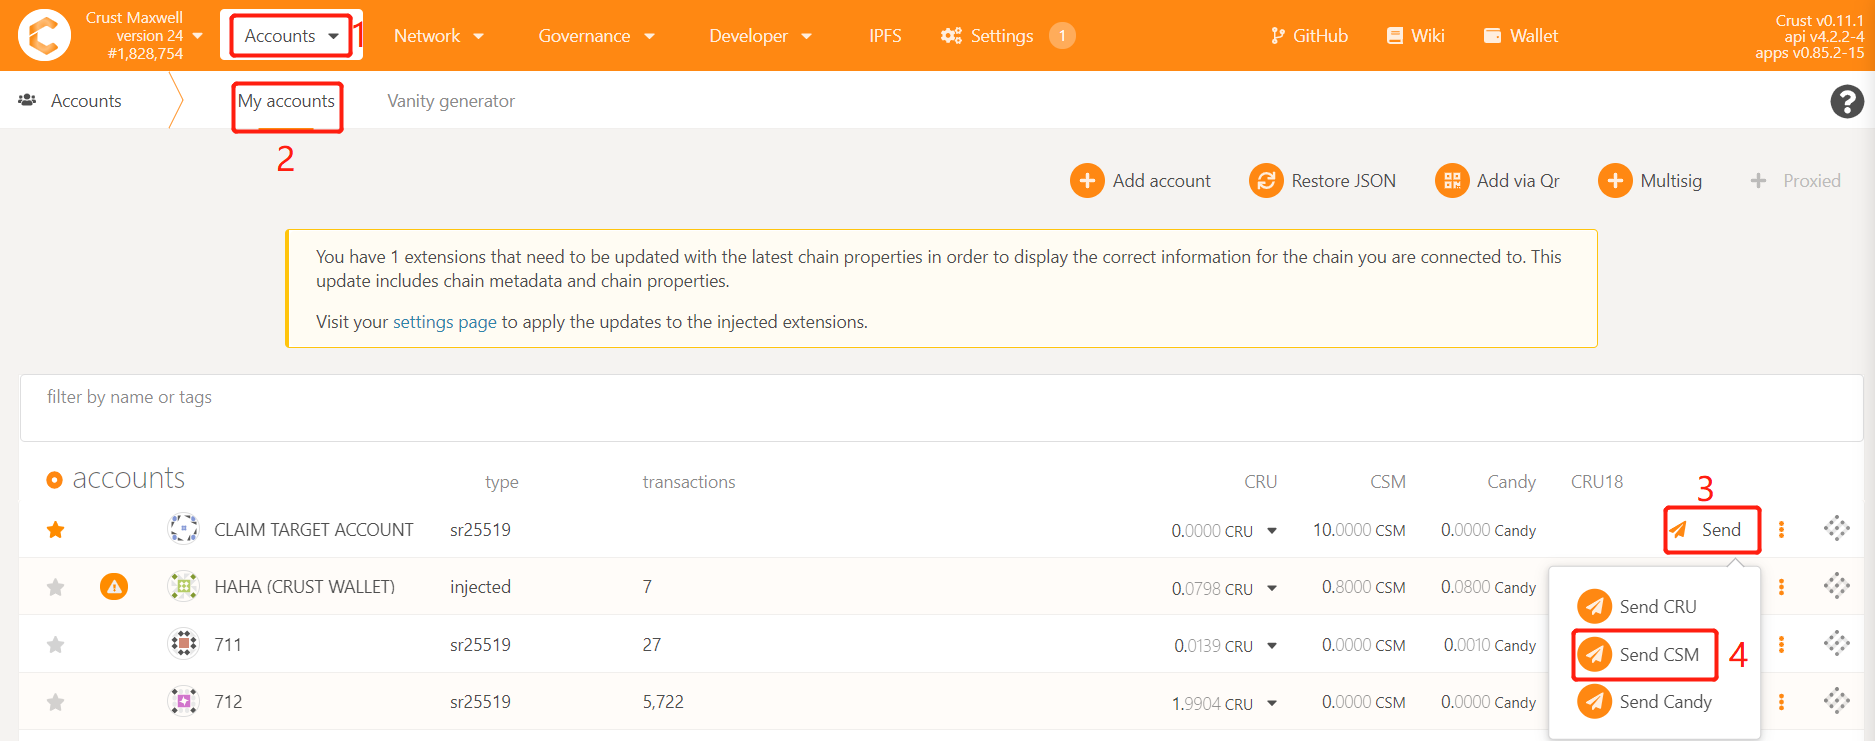 Crust Maxwell
version 24
#1,828,754
Accounts 1 Network Governance Developer IPFS Settings 1 GitHub Wiki Wallet
Crust v0.11.1
api v4.2.2-4
apps v0.85.2-15
Accounts My accounts Vanity generator ?
2
Add account Restore JSON Add via Qr Multisig Proxied
You have 1 extensions that need to be updated with the latest chain properties in order to display the correct information for the chain you are connected to. This
update includes chain metadata and chain properties.
Visit your settings page to apply the updates to the injected extensions.
filter by name or tags
accounts type transactions CRU CSM Candy CRU18
3
CLAIM TARGET ACCOUNT sr25519 0.0000 CRU 10.0000 CSM 0.0000 Candy Send
HAHA (CRUST WALLET) injected 7 0.0798 CRU 0.8000 CSM 0.0800 Candy
Send CRU
711 sr25519 27 0.0139 CRU 0.0000 CSM 0.0010 Candy
Send CSM 4
712 sr25519 5,722 1.9904 CRU 0.0000 CSM 0.0000 Candy
Send Candy